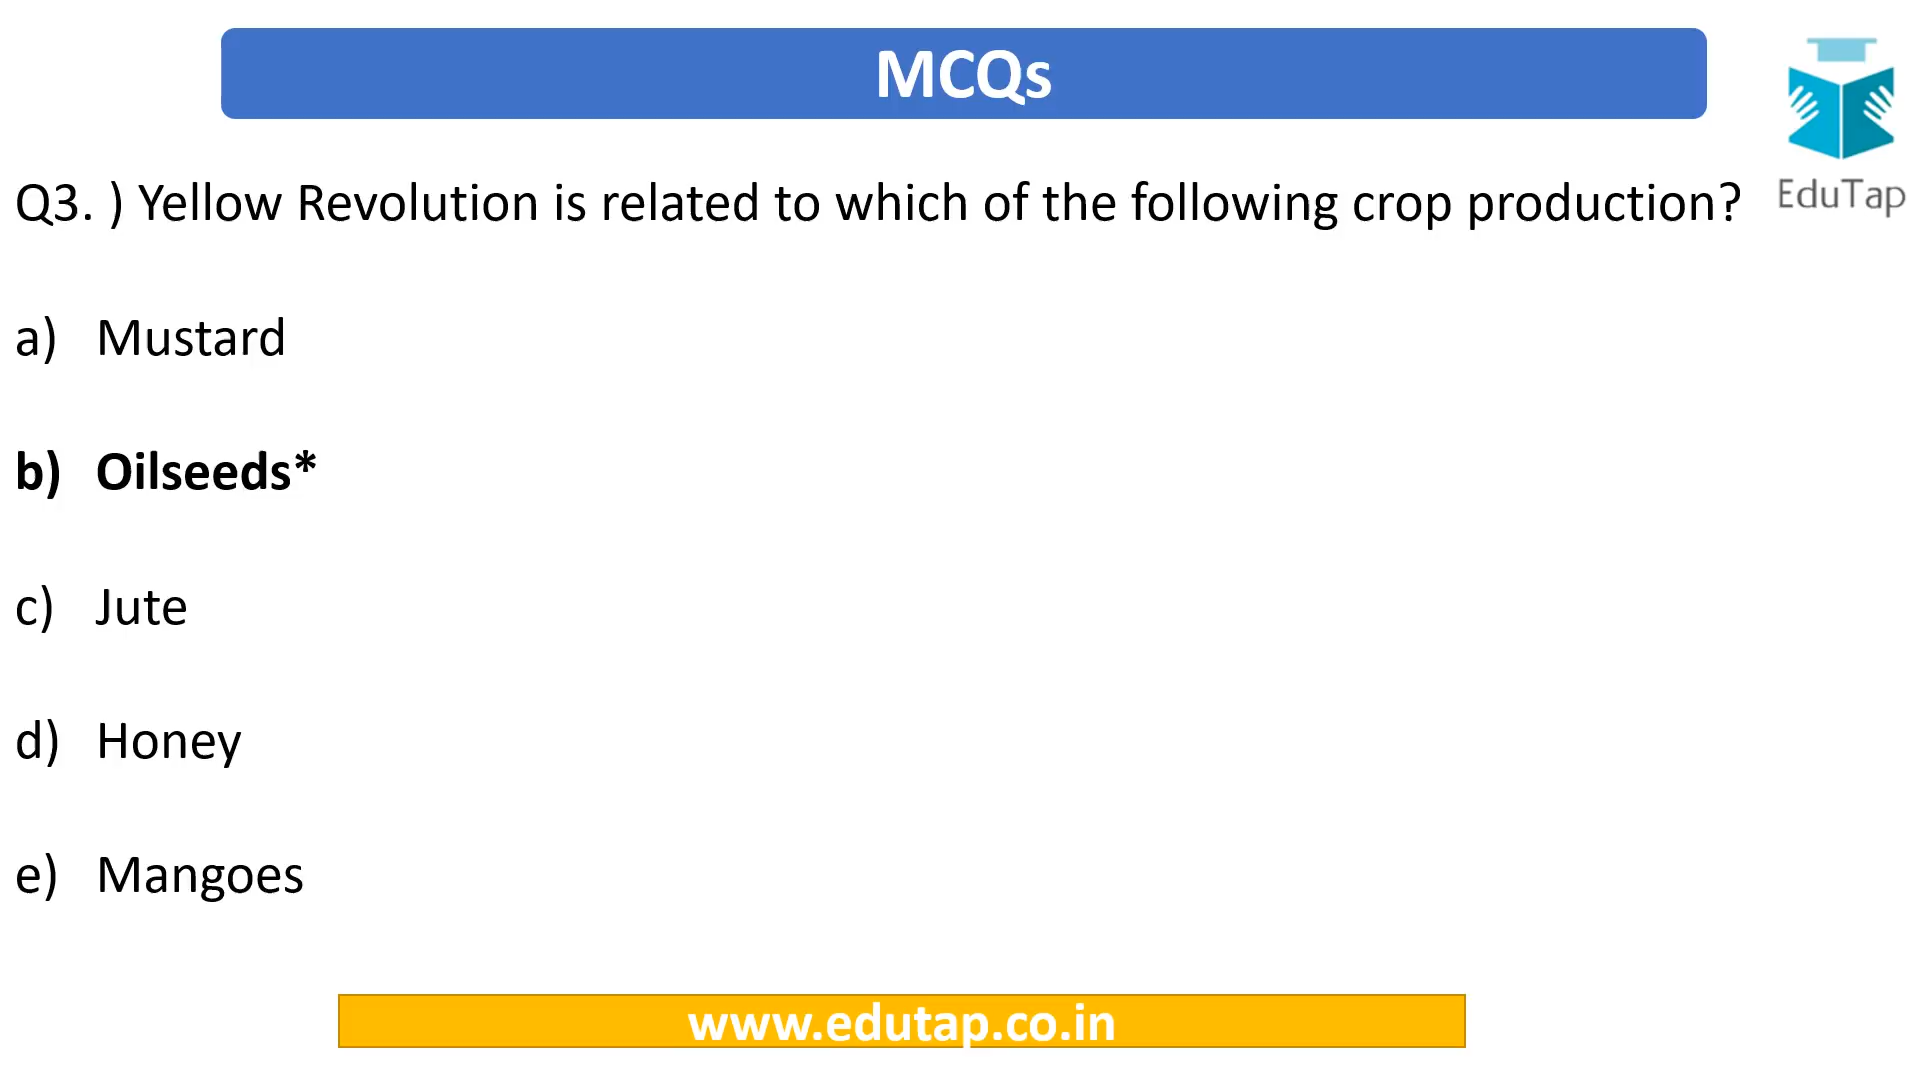 MCQs
EduTap
Q3. ) Yellow Revolution is related to which of the following crop production?
a) Mustard
b) Oilseeds*
c) Jute
d) Honey
e) Mangoes
www.edutap.co.in